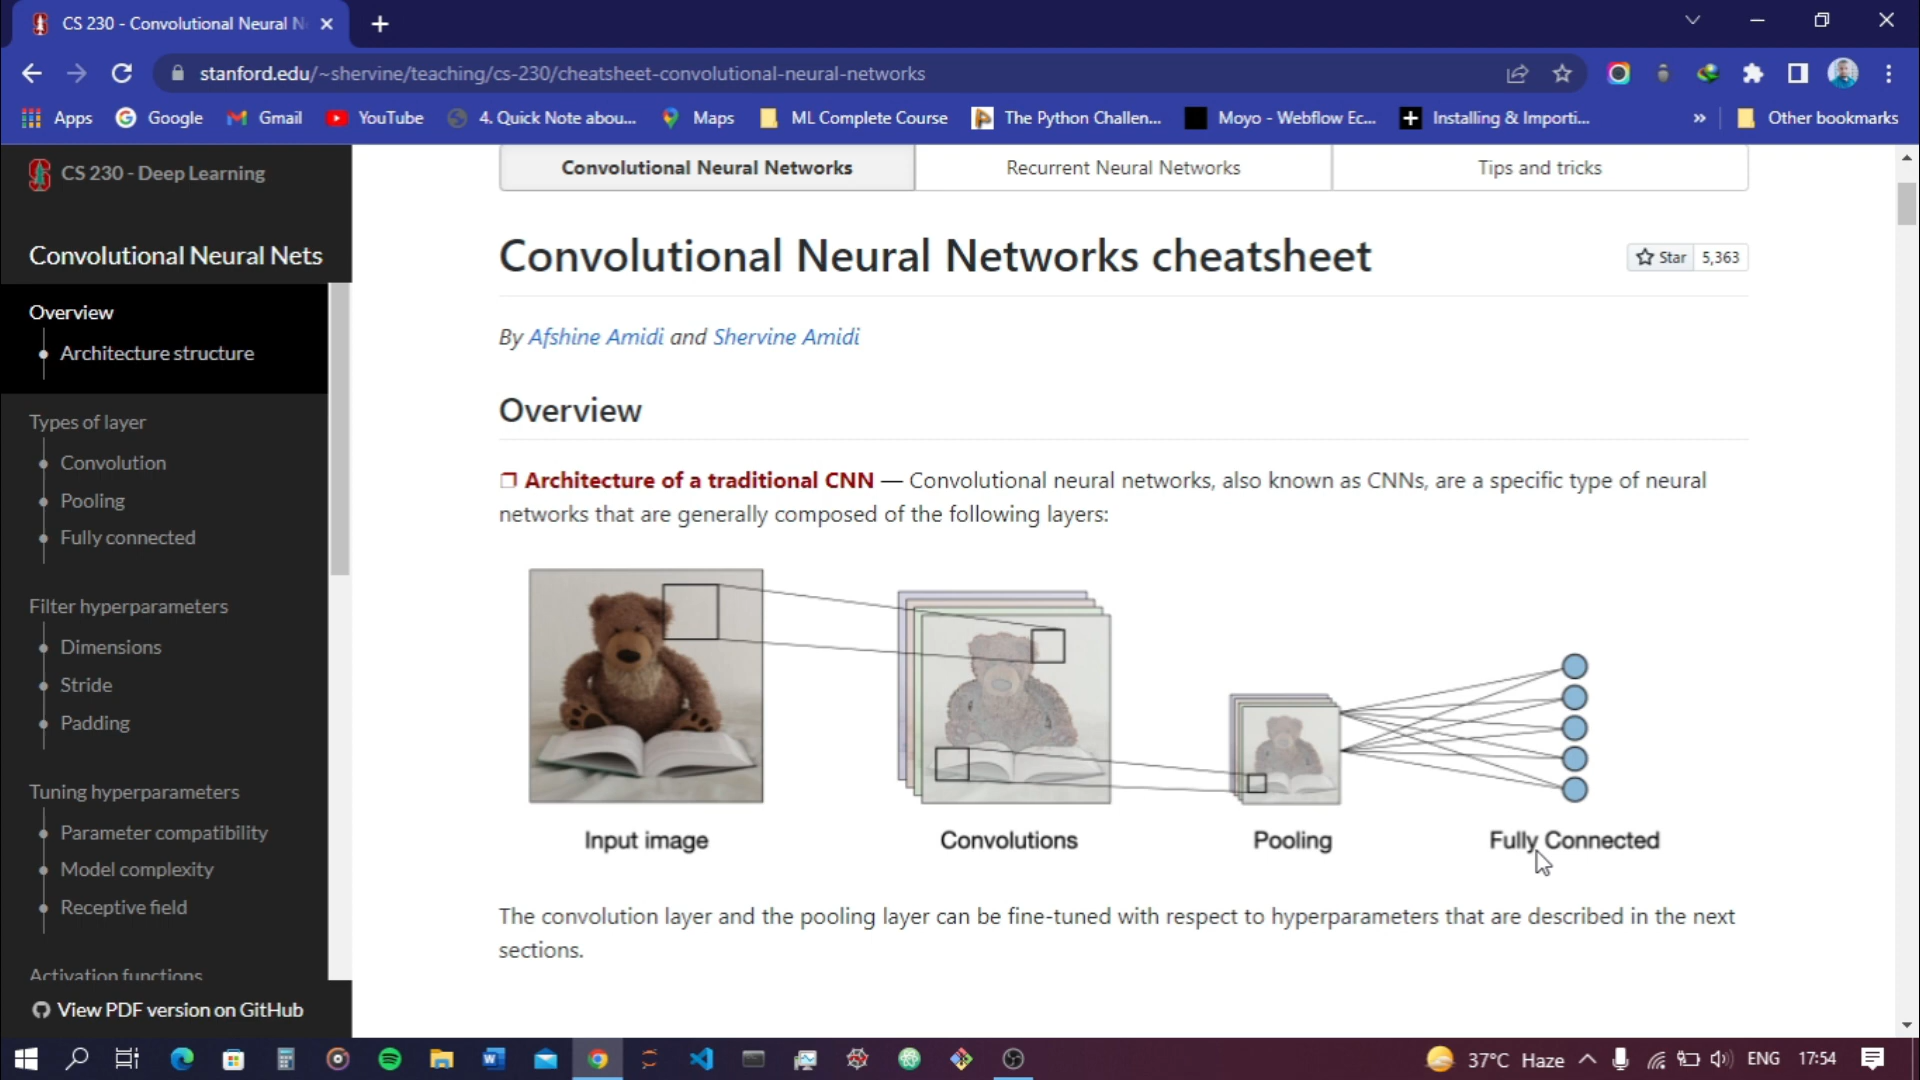 CS 230 - Convolutional Neural N
stanford.edu/~shervine/teaching/cs-230/cheatsheet-convolutional-neural-networks
Apps Google Gmail YouTube 4. Quick Note abou... Maps ML Complete Course The Python Challen... Moyo - Webflow Ec... Installing & Importi... » Other bookmarks
CS 230 - Deep Learning
Convolutional Neural Nets
Overview
Architecture structure
Types of layer
Convolution
Pooling
Fully connected
Filter hyperparameters
Dimensions
Stride
Padding
Tuning hyperparameters
Parameter compatibility
Model complexity
Receptive field
Activation functions
View PDF version on GitHub
Convolutional Neural Networks Recurrent Neural Networks Tips and tricks
Convolutional Neural Networks cheatsheet
Star 5,363
By Afshine Amidi and Shervine Amidi
Overview
Architecture of a traditional CNN — Convolutional neural networks, also known as CNNs, are a specific type of neural
networks that are generally composed of the following layers:
Input image Convolutions Pooling Fully Connected
The convolution layer and the pooling layer can be fine-tuned with respect to hyperparameters that are described in the next
sections.
37°C Haze ENG 17:54